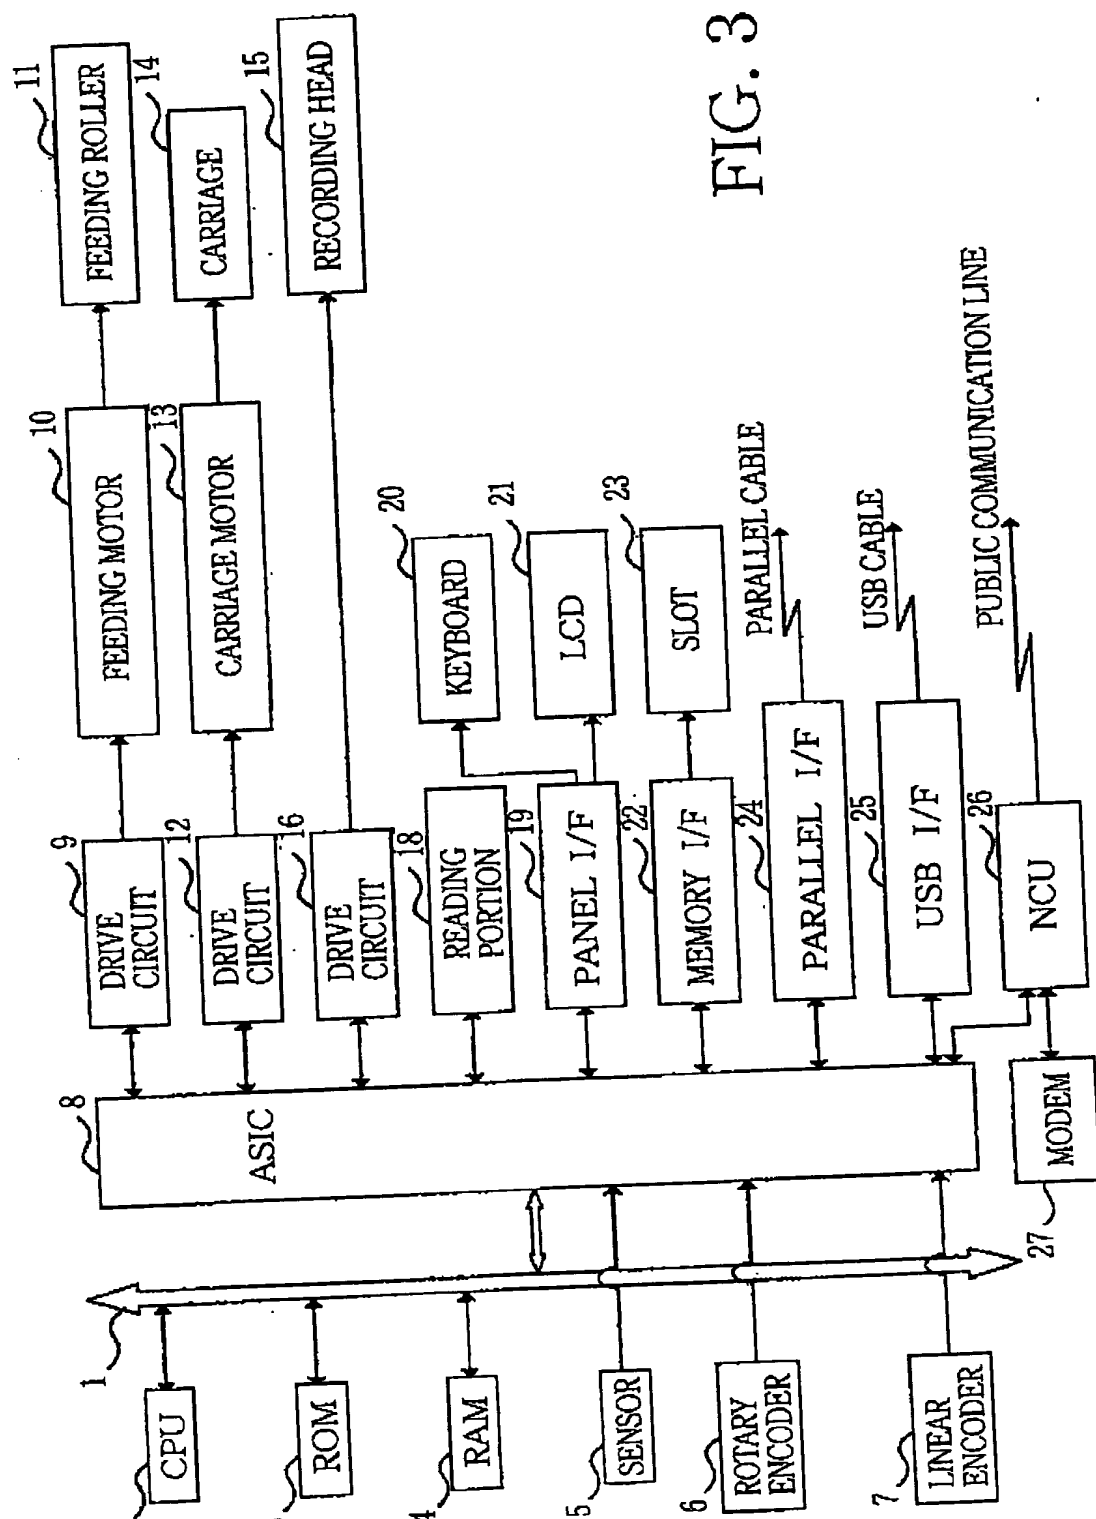 1
CPU
ROM
4
RAM
5
SENSOR
6
ROTARY
ENCODER
7
LINEAR
ENCODER
8
ASIC
27
MODEM
9
DRIVE
CIRCUIT
12
DRIVE
CIRCUIT
16
DRIVE
CIRCUIT
18
READING
PORTION
19
PANEL I/F
22
MEMORY I/F
24
PARALLEL I/F
25
USB I/F
26
NCU
10
FEEDING MOTOR
13
CARRIAGE MOTOR
20
KEYBOARD
21
LCD
23
SLOT
PARALLEL CABLE
USB CABLE
PUBLIC COMMUNICATION LINE
11
FEEDING ROLLER
14
CARRIAGE
15
RECORDING HEAD
FIG. 3